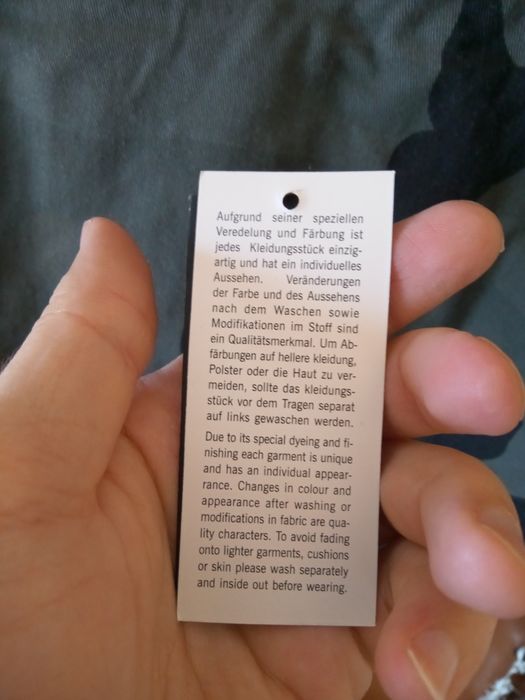 Aufgrund seiner speziellen
Veredelung und Färbung ist
jedes Kleidungsstück einzig-
artig und hat ein individuelles
Aussehen. Veränderungen
der Farbe und des Aussehens
nach dem Waschen sowie
Modifikationen im Stoff sind
ein Qualitätsmerkmal. Um Ab-
färbungen auf hellere kleidung,
Polster oder die Haut zu ver-
meiden, sollte das kleidungs-
stück vor dem Tragen separat
auf links gewaschen werden.
Due to its special dyeing and fi-
nishing each garment is unique
and has an individual appear-
rance. Changes in colour and
appearance after washing or
modifications in fabric are qua-
lity characters. To avoid fading
onto lighter garments, cushions
or skin please wash separately
and inside out before wearing.